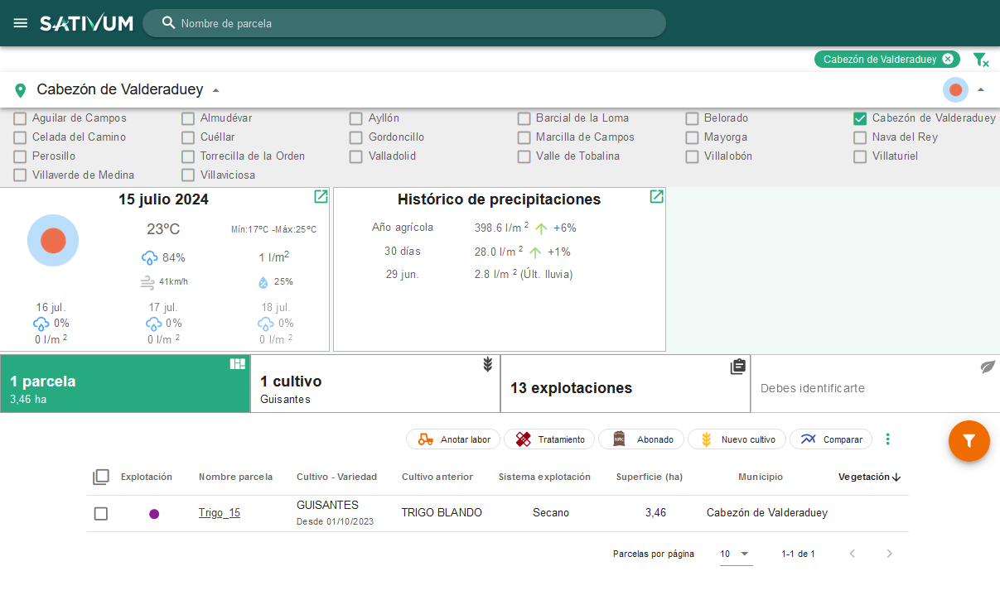 SATIVUM
Nombre de parcela
Cabezón de Valderaduey
Cabezón de Valderaduey
Aguilar de Campos Almudévar Ayllón Barcial de la Loma Belorado Cabezón de Valderaduey
Celada del Camino Cuéllar Gordoncillo Marcilla de Campos Mayorga Nava del Rey
Perosillo Torrecilla de la Orden Valladolid Valle de Tobalina Villalobón Villaturiel
Villaverde de Medina Villaviciosa
15 julio 2024
23ºC Mín:17ºC -Máx:25ºC
84% 1 l/m2
41km/h 25%
16 jul. 17 jul. 18 jul.
0% 0% 0%
0 l/m 2 0 l/m 2 0 l/m 2
Histórico de precipitaciones
Año agrícola 398.6 l/m 2 +6%
30 días 28.0 l/m 2 +1%
29 jun. 2.8 l/m 2 (Últ. lluvia)
1 parcela
3,46 ha
1 cultivo
Guisantes
13 explotaciones
Debes identificarte
Anotar labor NPK Tratamiento Abonado Nuevo cultivo Comparar
Explotación Nombre parcela Cultivo - Variedad Cultivo anterior Sistema explotación Superficie (ha) Municipio Vegetación
Trigo_15 GUISANTES TRIGO BLANDO Secano 3,46 Cabezón de Valderaduey
Desde 01/10/2023
Parcelas por página 10 1-1 de 1